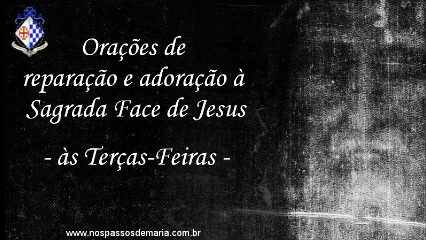 Orações de
reparação e adoração à
Sagrada Face de Jesus
- às Terças-Feiras -
www.nospassosdemaria.com.br